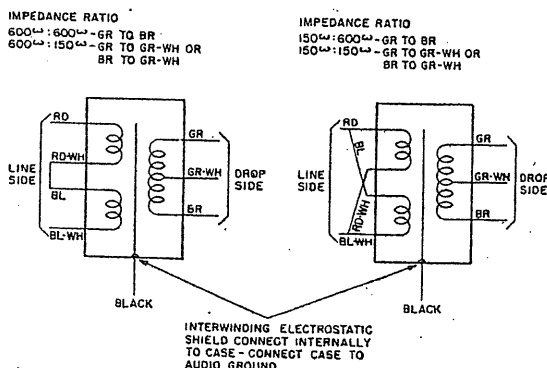 IMPEDANCE RATIO
600ω:600ω-GR TO BR
600ω:150ω-GR TO GR-WH OR
BR TO GR-WH
IMPEDANCE RATIO
150ω:600ω-GR TO BR
150ω:150ω-GR TO GR-WH OR
BR TO GR-WH
RD
RD-WH
BL
BL-WH
LINE
SIDE
GR
GR-WH
BR
DROP
SIDE
BLACK
RD
BL
RD-WH
BL-WH
LINE
SIDE
GR
GR-WH
BR
DROP
SIDE
BLACK
INTERWINDING ELECTROSTATIC
SHIELD CONNECT INTERNALLY
TO CASE - CONNECT CASE TO
AUDIO GROUND